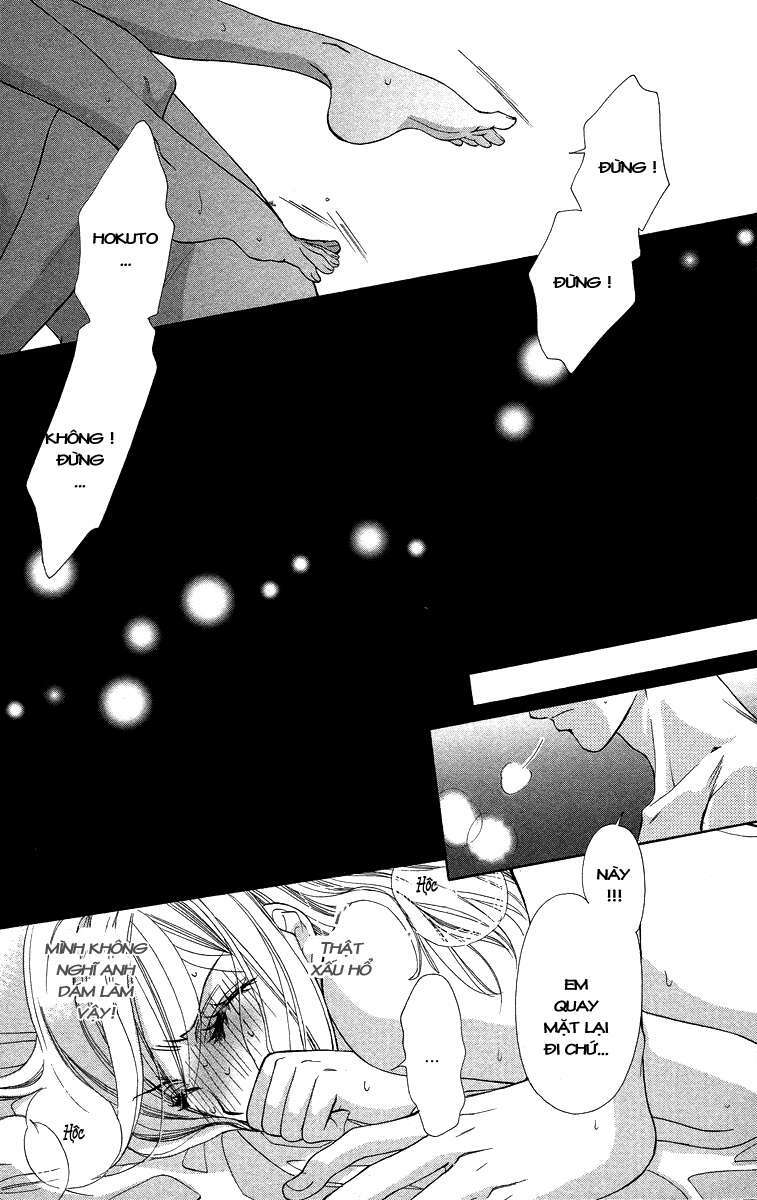 ĐỪNG !
ĐỪNG !
HOKUTO
...
KHÔNG !
ĐỪNG
...
NÀY
!!!
EM
QUAY
MẶT LẠI
ĐI CHỨ...
HỘC
THẬT
XẤU HỔ
...
MÌNH KHÔNG
NGHĨ ANH
DÁM LÀM
VẬY!
HỘC